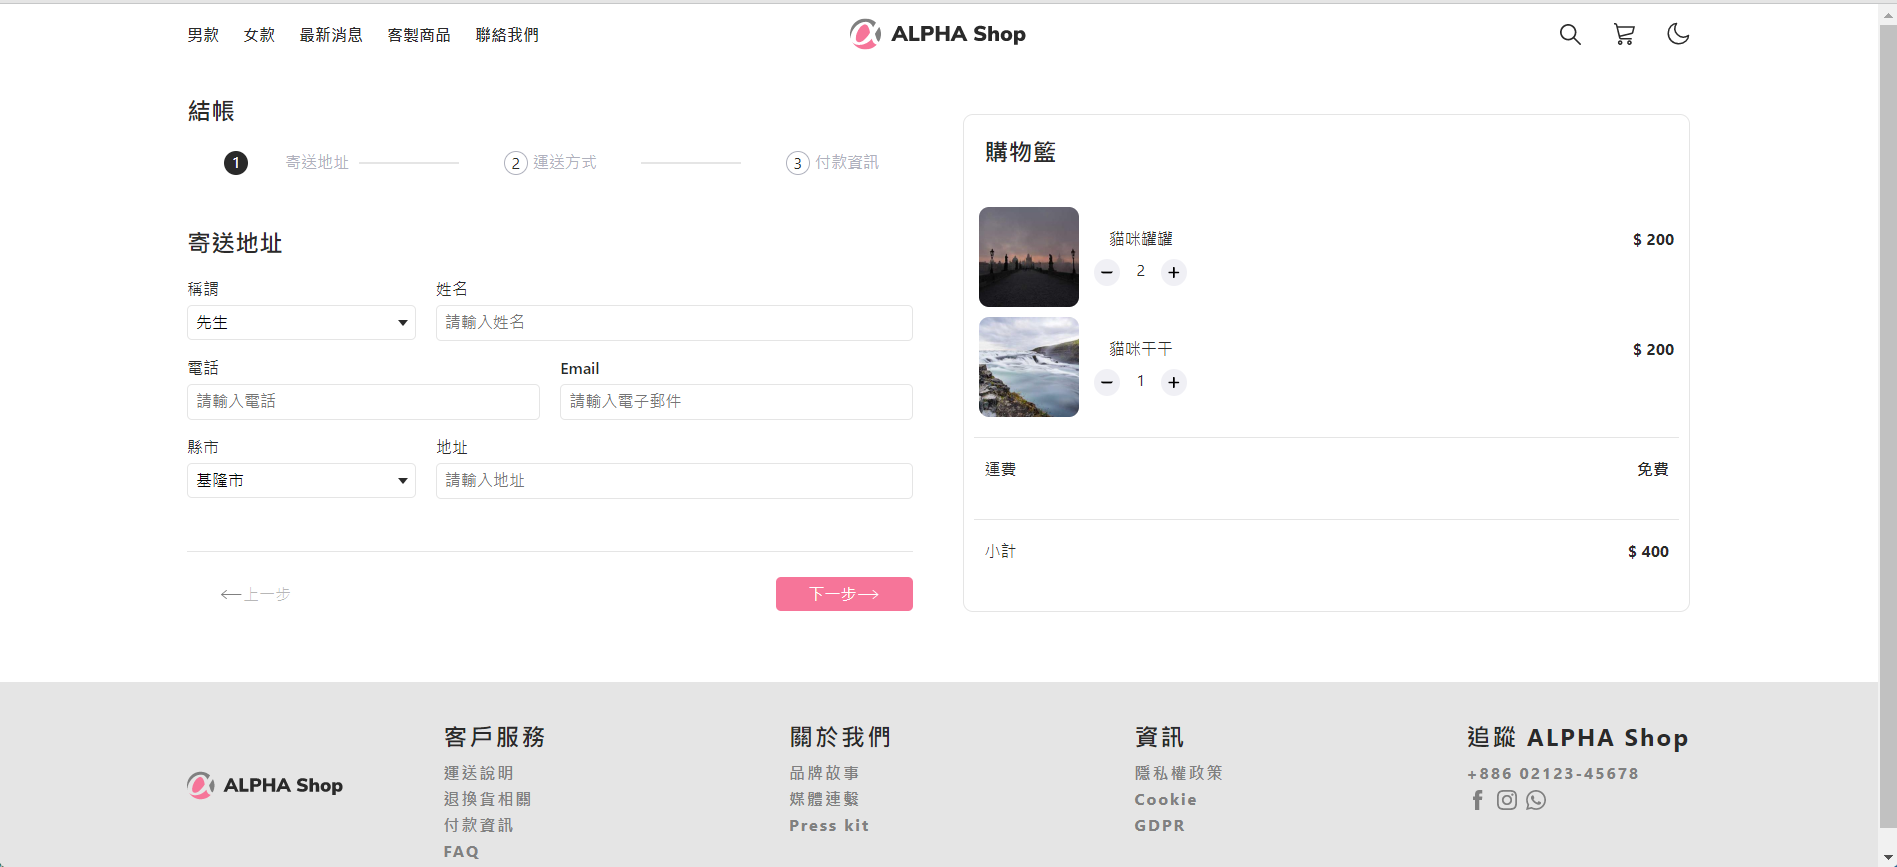 男款 女款 最新消息 客製商品 聯絡我們 ALPHA Shop
結帳
1 寄送地址 2 運送方式 3 付款資訊
寄送地址
稱謂 姓名
先生 請輸入姓名
電話 Email
請輸入電話 請輸入電子郵件
縣市 地址
基隆市 請輸入地址
上一步 下一步
購物籃
貓咪罐罐 $ 200
2
貓咪干干 $ 200
1
運費 免費
小計 $ 400
ALPHA Shop
客戶服務
運送說明
退換貨相關
付款資訊
FAQ
關於我們
品牌故事
媒體連繫
Press kit
資訊
隱私權政策
Cookie
GDPR
追蹤 ALPHA Shop
+886 02123-45678